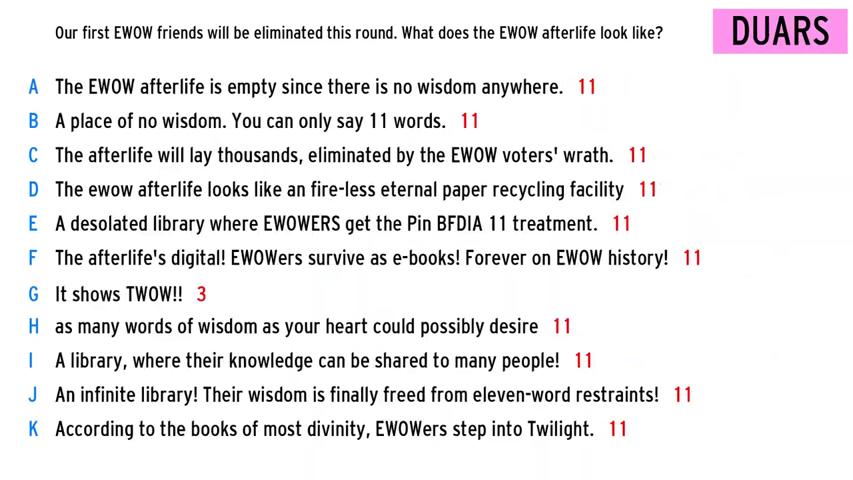 Our first EWOW friends will be eliminated this round. What does the EWOW afterlife look like?
DUARS
A The EWOW afterlife is empty since there is no wisdom anywhere. 11
B A place of no wisdom. You can only say 11 words. 11
C The afterlife will lay thousands, eliminated by the EWOW voters' wrath. 11
D The ewow afterlife looks like an fire-less eternal paper recycling facility 11
E A desolated library where EWOWERS get the Pin BFDIA 11 treatment. 11
F The afterlife's digital! EWOWers survive as e-books! Forever on EWOW history! 11
G It shows TWOW!! 3
H as many words of wisdom as your heart could possibly desire 11
I A library, where their knowledge can be shared to many people! 11
J An infinite library! Their wisdom is finally freed from eleven-word restraints! 11
K According to the books of most divinity, EWOWers step into Twilight. 11